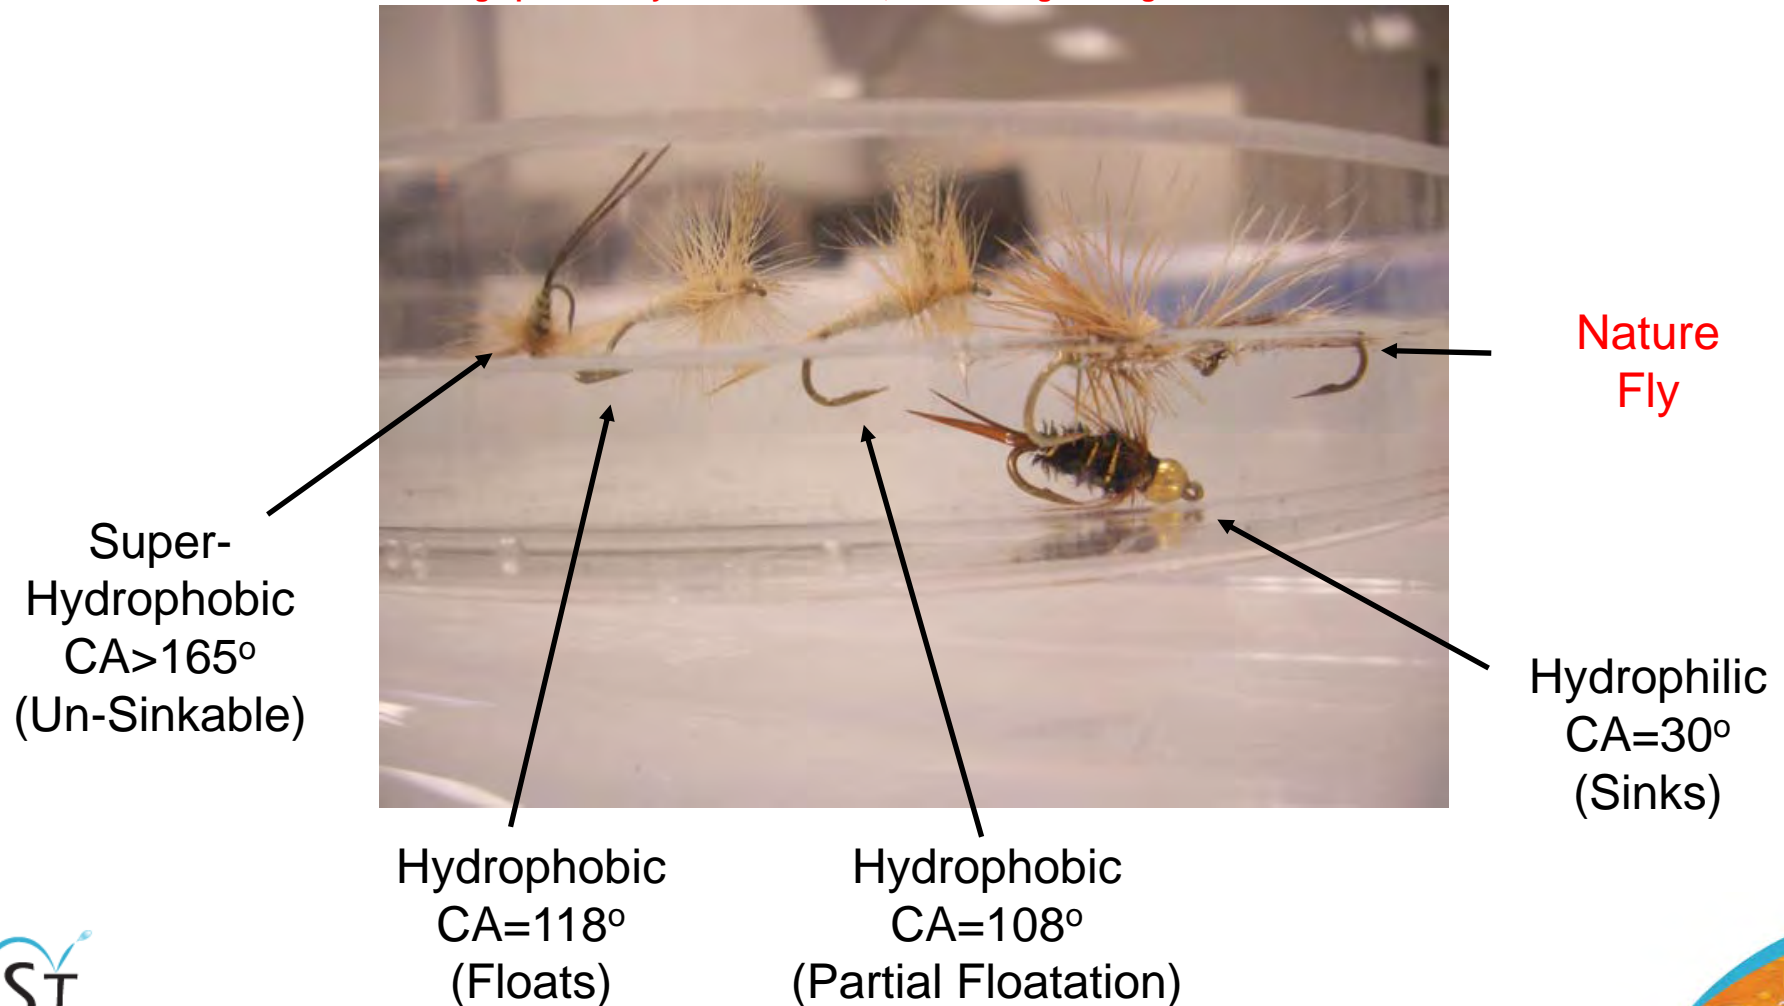 Nature
Fly
Super-
Hydrophobic
CA>165º
(Un-Sinkable)
Hydrophilic
CA=30º
(Sinks)
Hydrophobic
CA=118º
(Floats)
Hydrophobic
CA=108º
(Partial Floatation)
ST